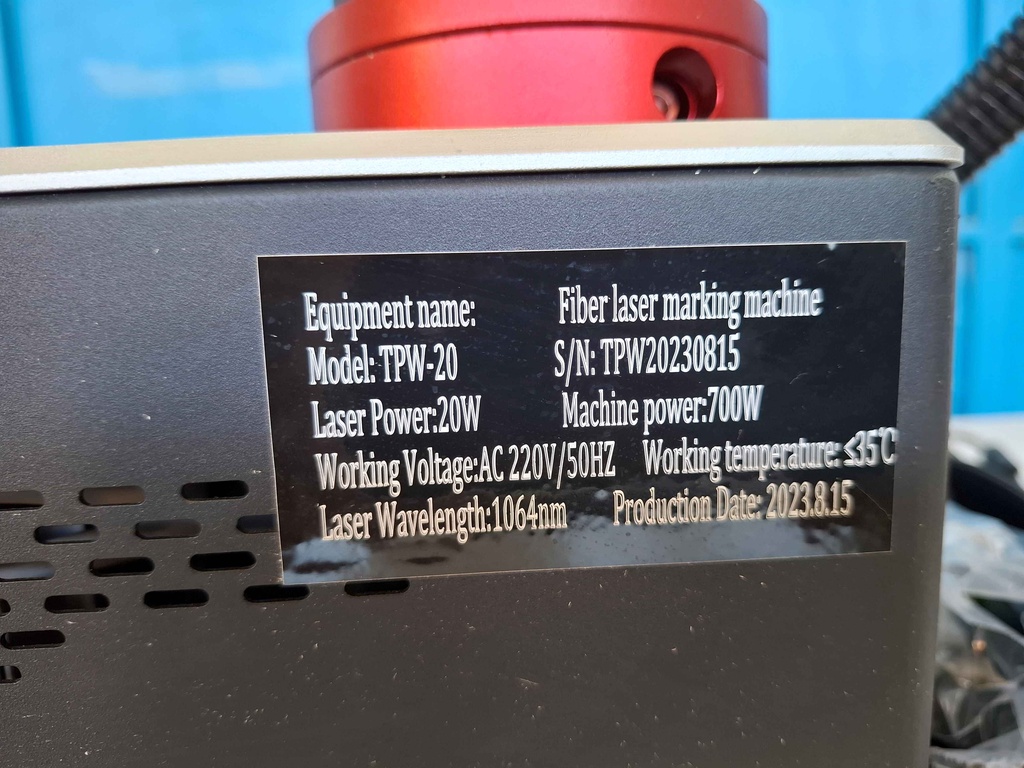 Equipment name: Fiber laser marking machine
Model: TPW-20 S/N: TPW20230815
Laser Power:20W Machine power:700W
Working Voltage:AC 220V/50HZ Working temperature: ≤35℃
Laser Wavelength:1064nm Production Date: 2023.8.15